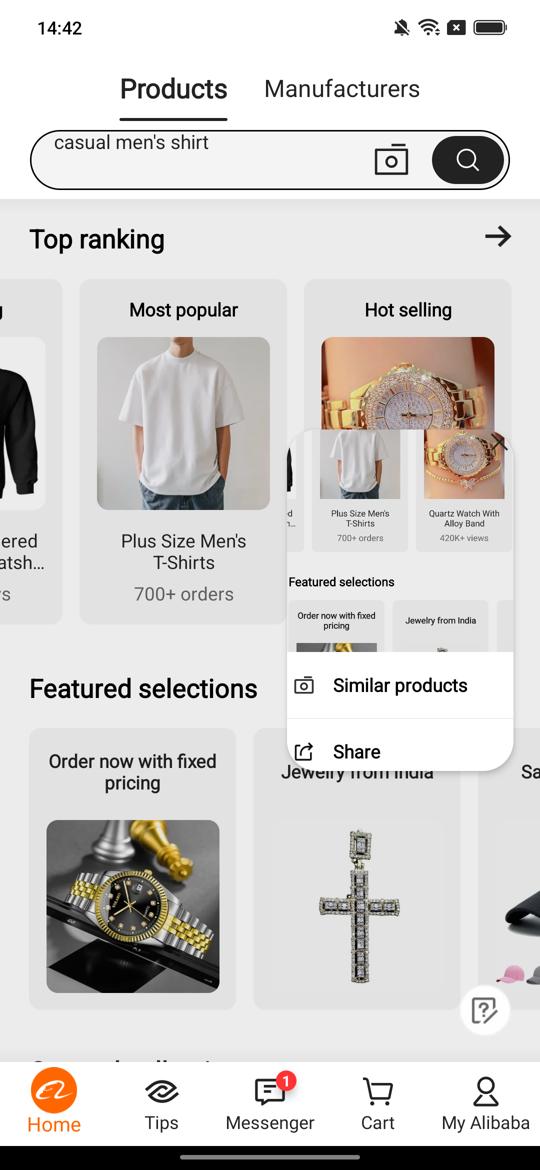 14:42
Products
Manufacturers
casual men's shirt
Top ranking
Most popular
Hot selling
ered
atsh...
Plus Size Men's
T-Shirts
700+ orders
Plus Size Men's
T-Shirts
700+ orders
Quartz Watch With
Alloy Band
420K+ views
Featured selections
Order now with fixed
pricing
Jewelry from India
Similar products
Share
Featured selections
Order now with fixed
pricing
Jewelry from India
Sa
1
Home
Tips
Messenger
Cart
My Alibaba